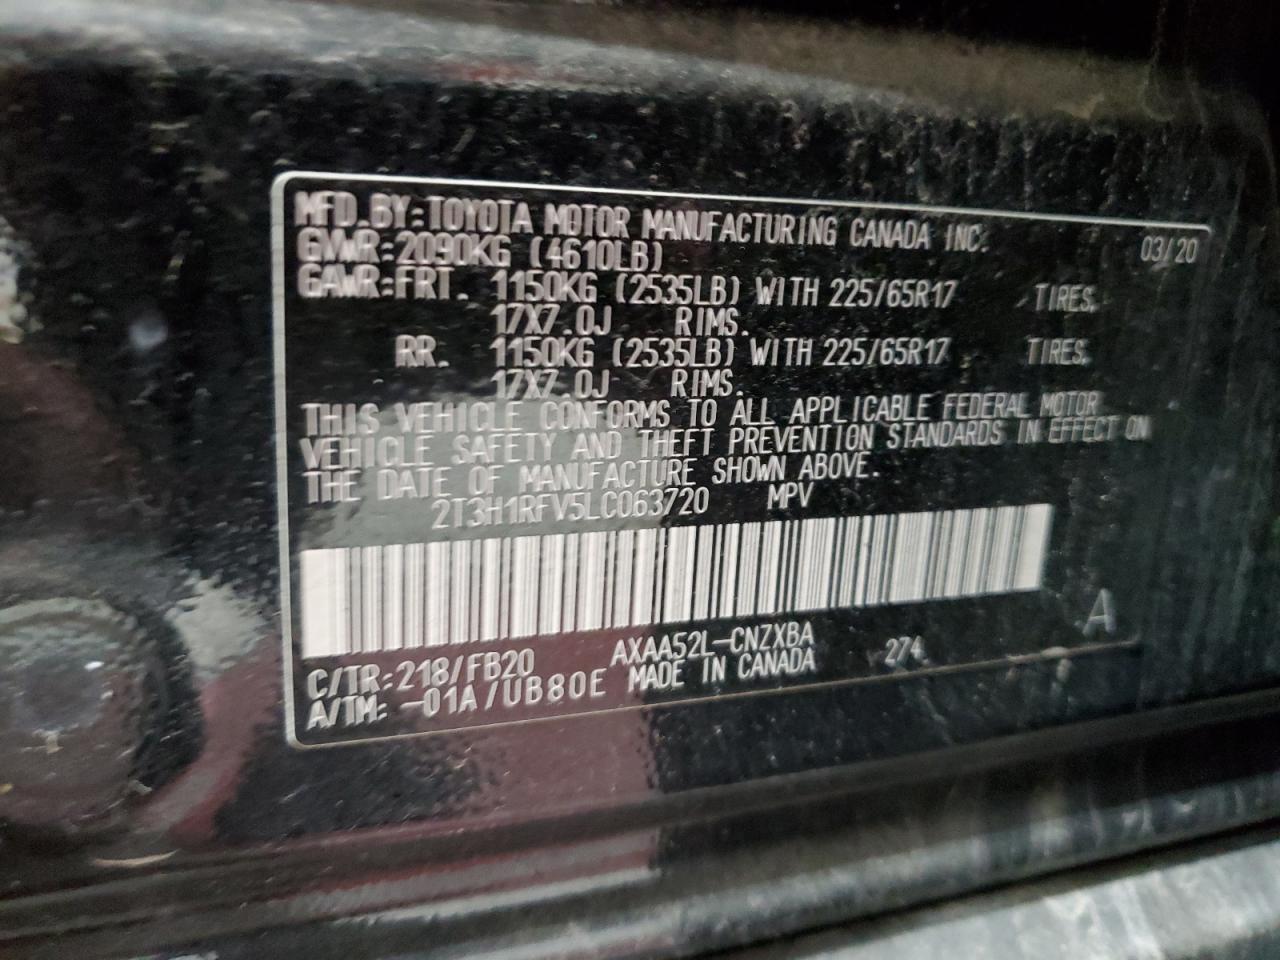 MFD.BY:TOYOTA MOTOR MANUFACTURING CANADA INC. 03/20
GVWR:2090KG (4610LB)
GAWR:FRT. 1150KG (2535LB) WITH 225/65R17 TIRES,
17X7.0J RIMS.
RR. 1150KG (2535LB) WITH 225/65R17 TIRES,
17X7.0J RIMS.
THIS VEHICLE CONFORMS TO ALL APPLICABLE FEDERAL MOTOR
VEHICLE SAFETY AND THEFT PREVENTION STANDARDS IN EFFECT ON
THE DATE OF MANUFACTURE SHOWN ABOVE.
2T3H1RFV5LC063720 MPV
A
C/TR:218/FB20 AXAA52L-CNZXBA 274
A/TM: -01A/UB80E MADE IN CANADA